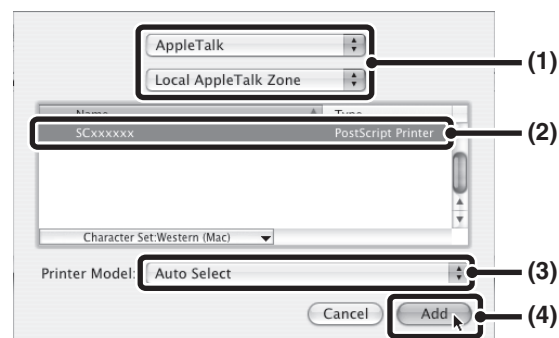 AppleTalk
(1)
Local AppleTalk Zone
Name Type
SCxxxxxx PostScript Printer (2)
Character Set:Western (Mac)
Printer Model: Auto Select (3)
Cancel Add (4)